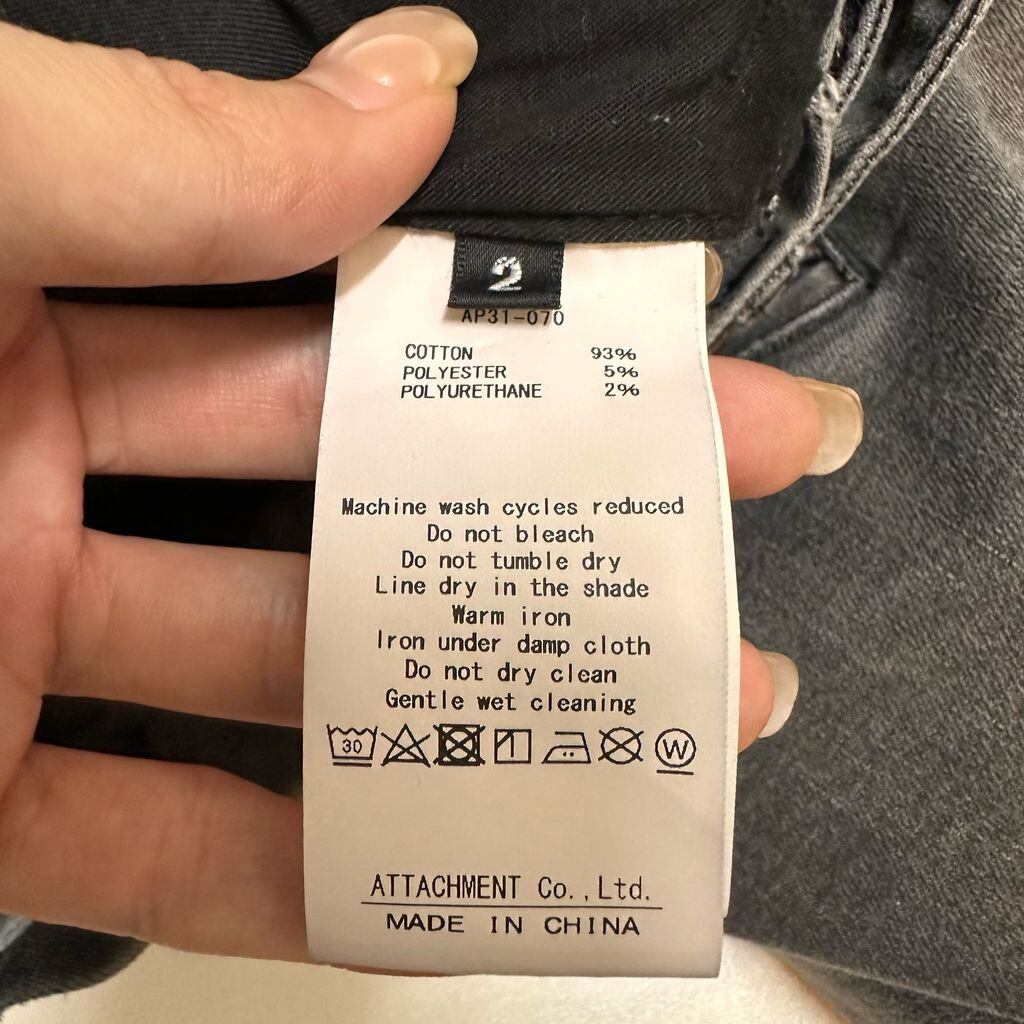 2
AP31-070
COTTON 93%
POLYESTER 5%
POLYURETHANE 2%
Machine wash cycles reduced
Do not bleach
Do not tumble dry
Line dry in the shade
Warm iron
Iron under damp cloth
Do not dry clean
Gentle wet cleaning
30 W
ATTACHMENT Co.,Ltd.
MADE IN CHINA